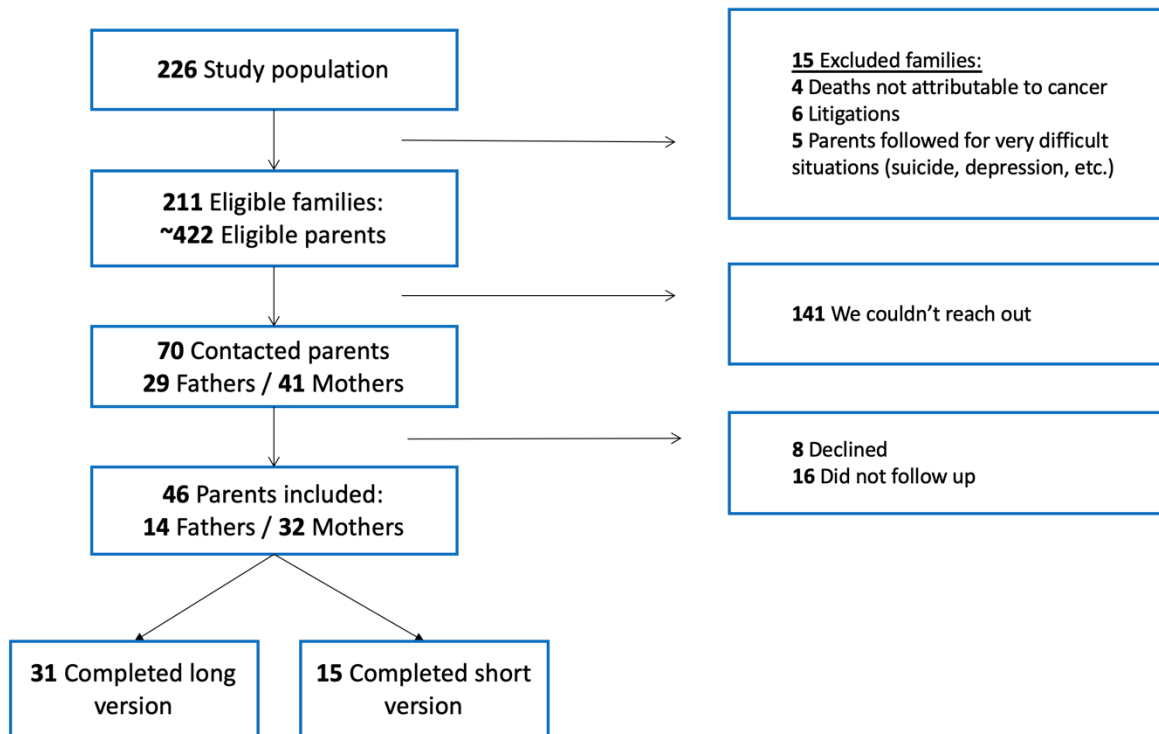 226 Study population
15 Excluded families:
4 Deaths not attributable to cancer
6 Litigations
5 Parents followed for very difficult
situations (suicide, depression, etc.)
211 Eligible families:
~422 Eligible parents
141 We couldn’t reach out
70 Contacted parents
29 Fathers / 41 Mothers
8 Declined
16 Did not follow up
46 Parents included:
14 Fathers / 32 Mothers
31 Completed long
version
15 Completed short
version